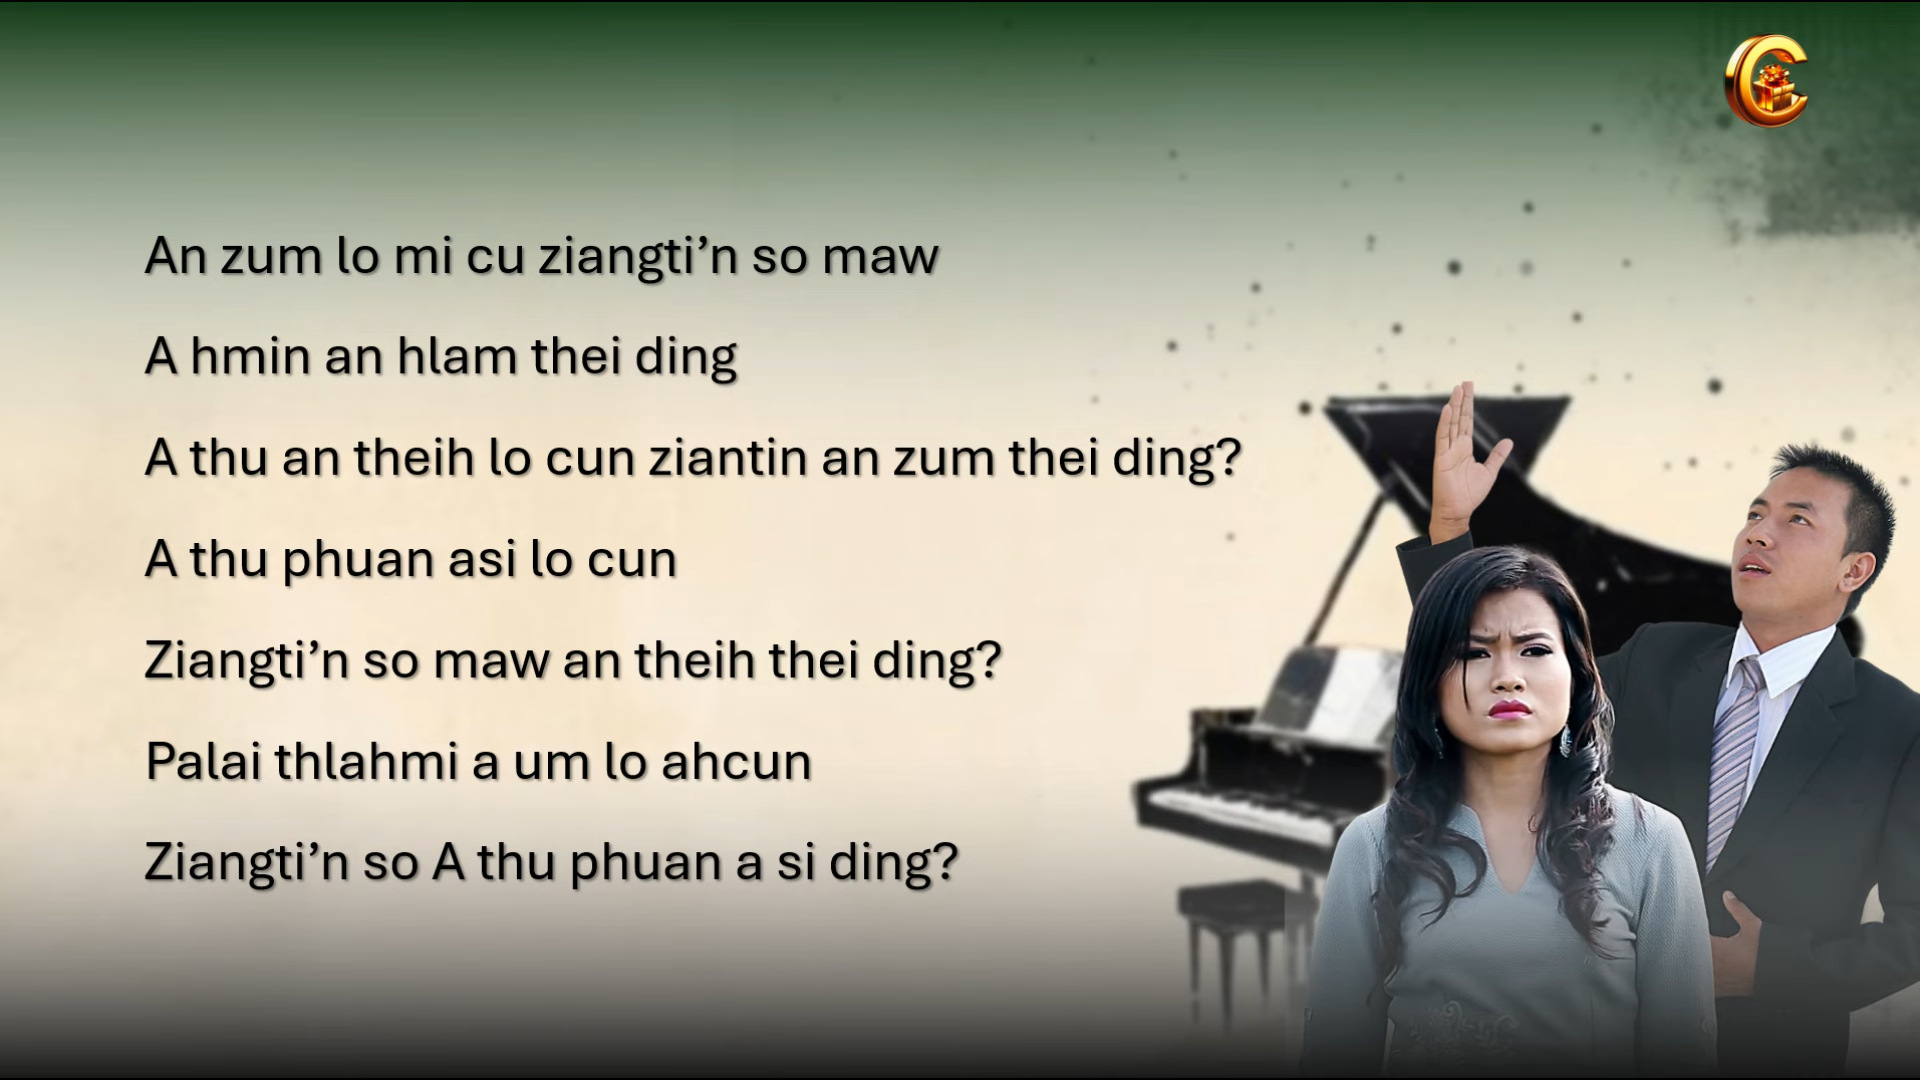 An zum lo mi cu ziangti’n so maw
A hmin an hlam thei ding
A thu an theih lo cun ziantin an zum thei ding?
A thu phuan asi lo cun
Ziangti’n so maw an theih thei ding?
Palai thlahmi a um lo ahcun
Ziangti’n so A thu phuan a si ding?